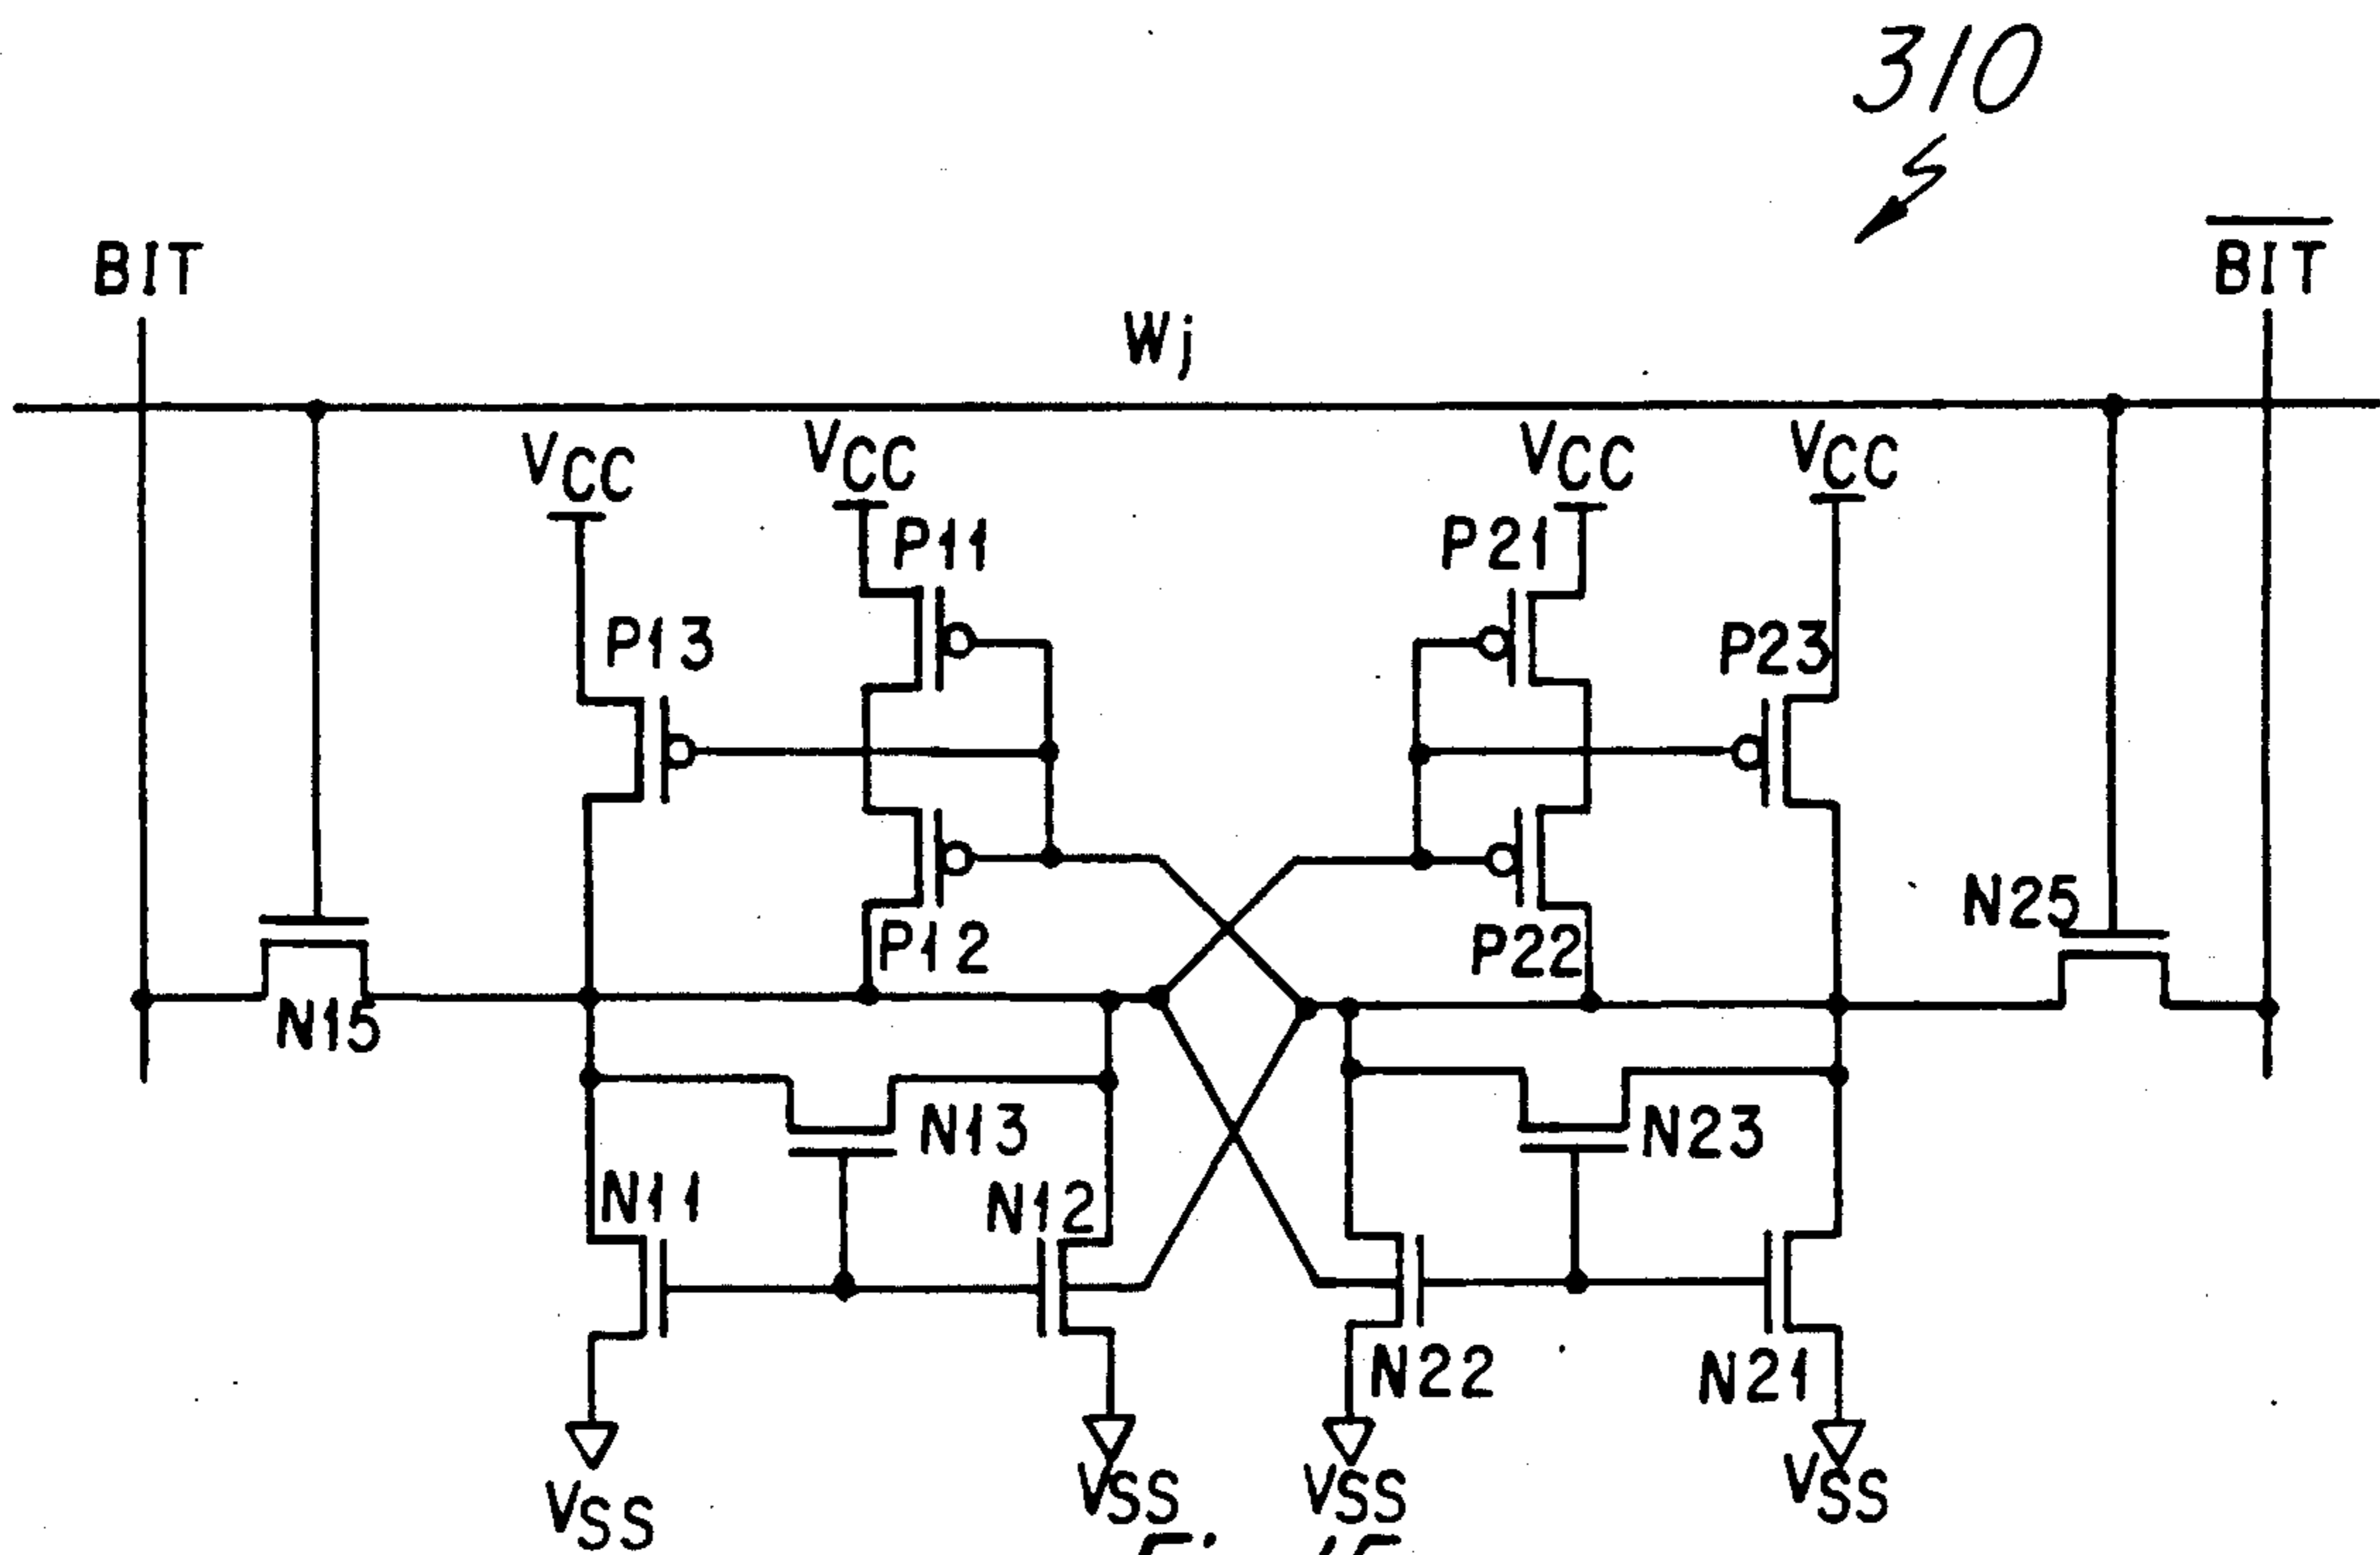 310
BIT
BIT
Wj
VCC
VCC
VCC
VCC
P11
P21
P13
P23
N25
P12
P22
N15
N13
N23
N11
N12
N22
N21
VSS
VSS
VSS
VSS